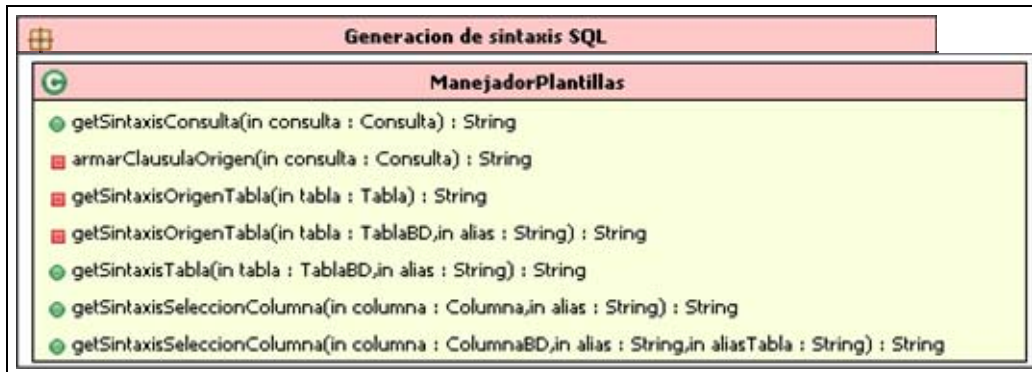 Generacion de sintaxis SQL
ManejadorPlantillas
getSintaxisConsulta(in consulta : Consulta) : String
armarClausulaOrigen(in consulta : Consulta) : String
getSintaxisOrigenTabla(in tabla : Tabla) : String
getSintaxisOrigenTabla(in tabla : TablaBD,in alias : String) : String
getSintaxisTabla(in tabla : TablaBD,in alias : String) : String
getSintaxisSeleccionColumna(in columna : Columna,in alias : String) : String
getSintaxisSeleccionColumna(in columna : ColumnaBD,in alias : String,in aliasTabla : String) : String